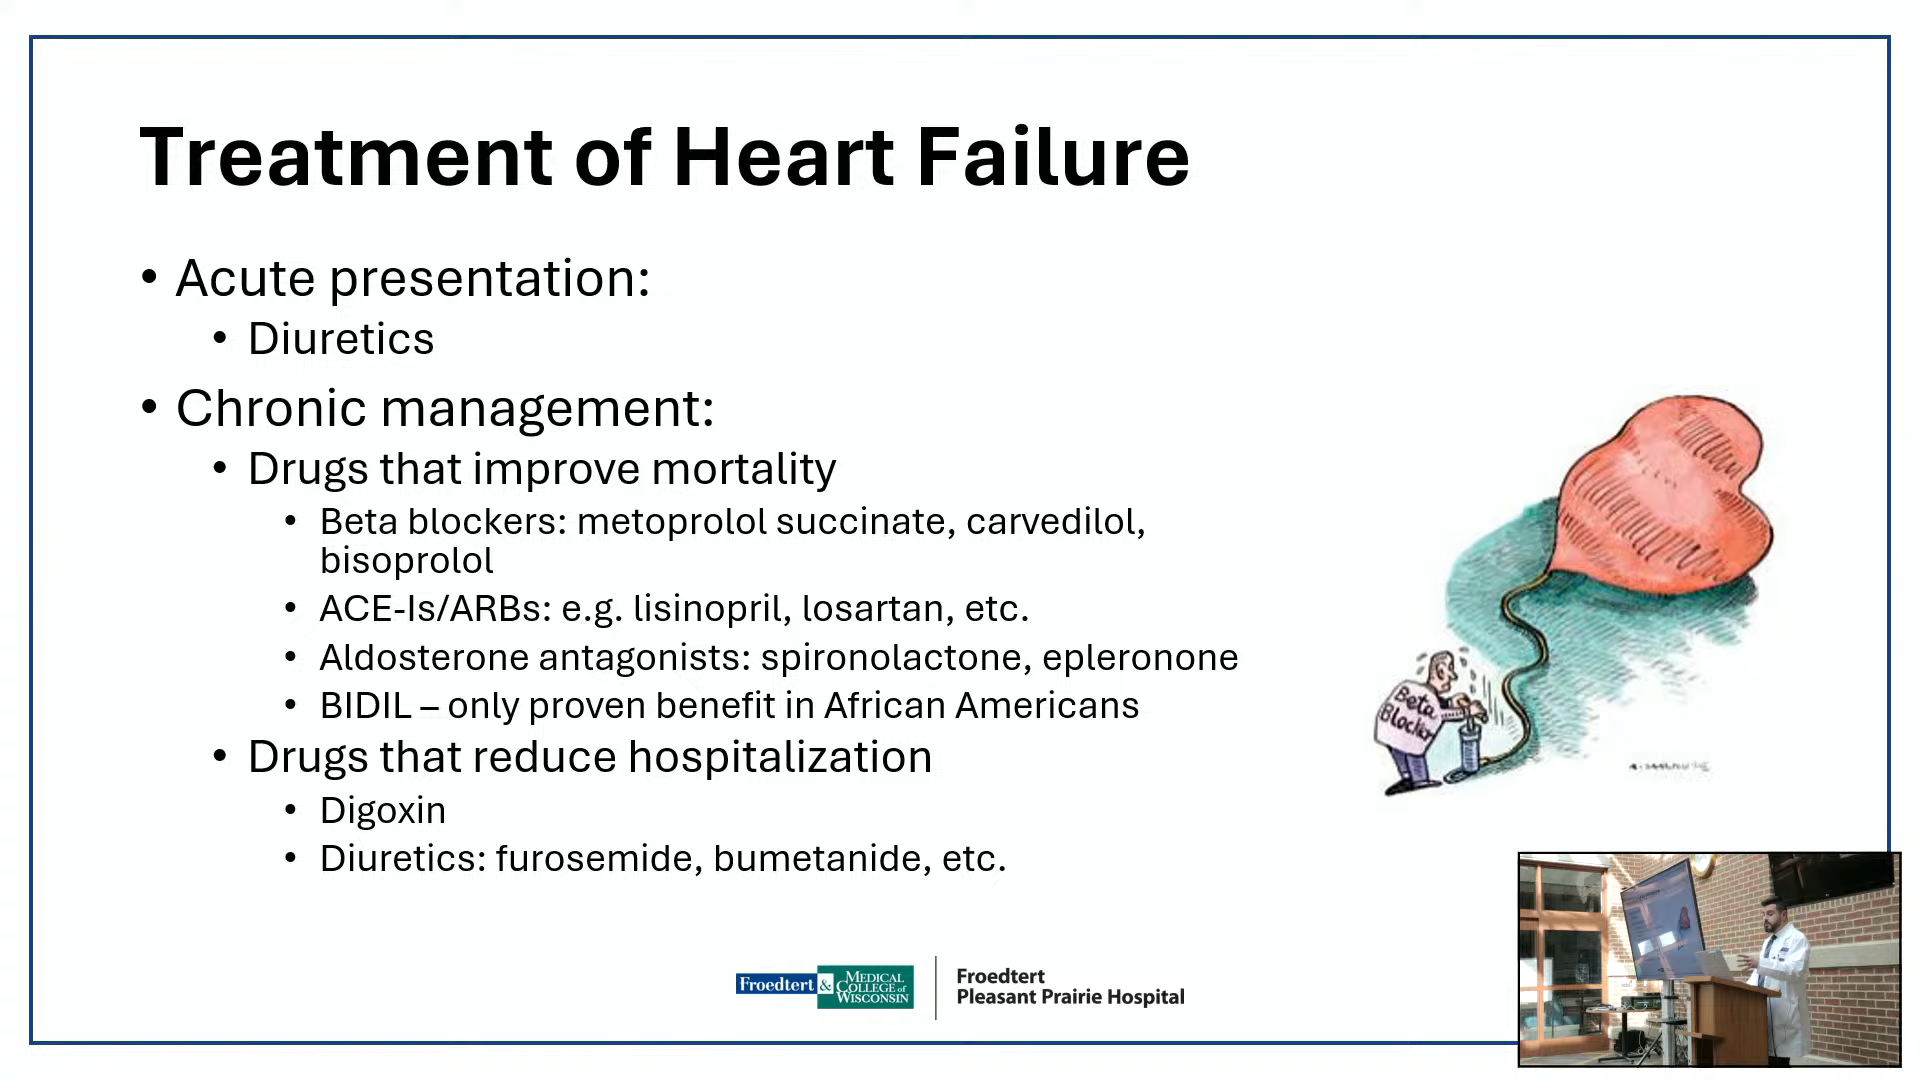 Treatment of Heart Failure
• Acute presentation:
• Diuretics
• Chronic management:
• Drugs that improve mortality
• Beta blockers: metoprolol succinate, carvedilol,
bisoprolol
• ACE-Is/ARBs: e.g. lisinopril, losartan, etc.
• Aldosterone antagonists: spironolactone, epleronone
• BIDIL – only proven benefit in African Americans
• Drugs that reduce hospitalization
• Digoxin
• Diuretics: furosemide, bumetanide, etc.
Beta
Blocker
Froedtert & MEDICAL
COLLEGE of
WISCONSIN
Froedtert
Pleasant Prairie Hospital